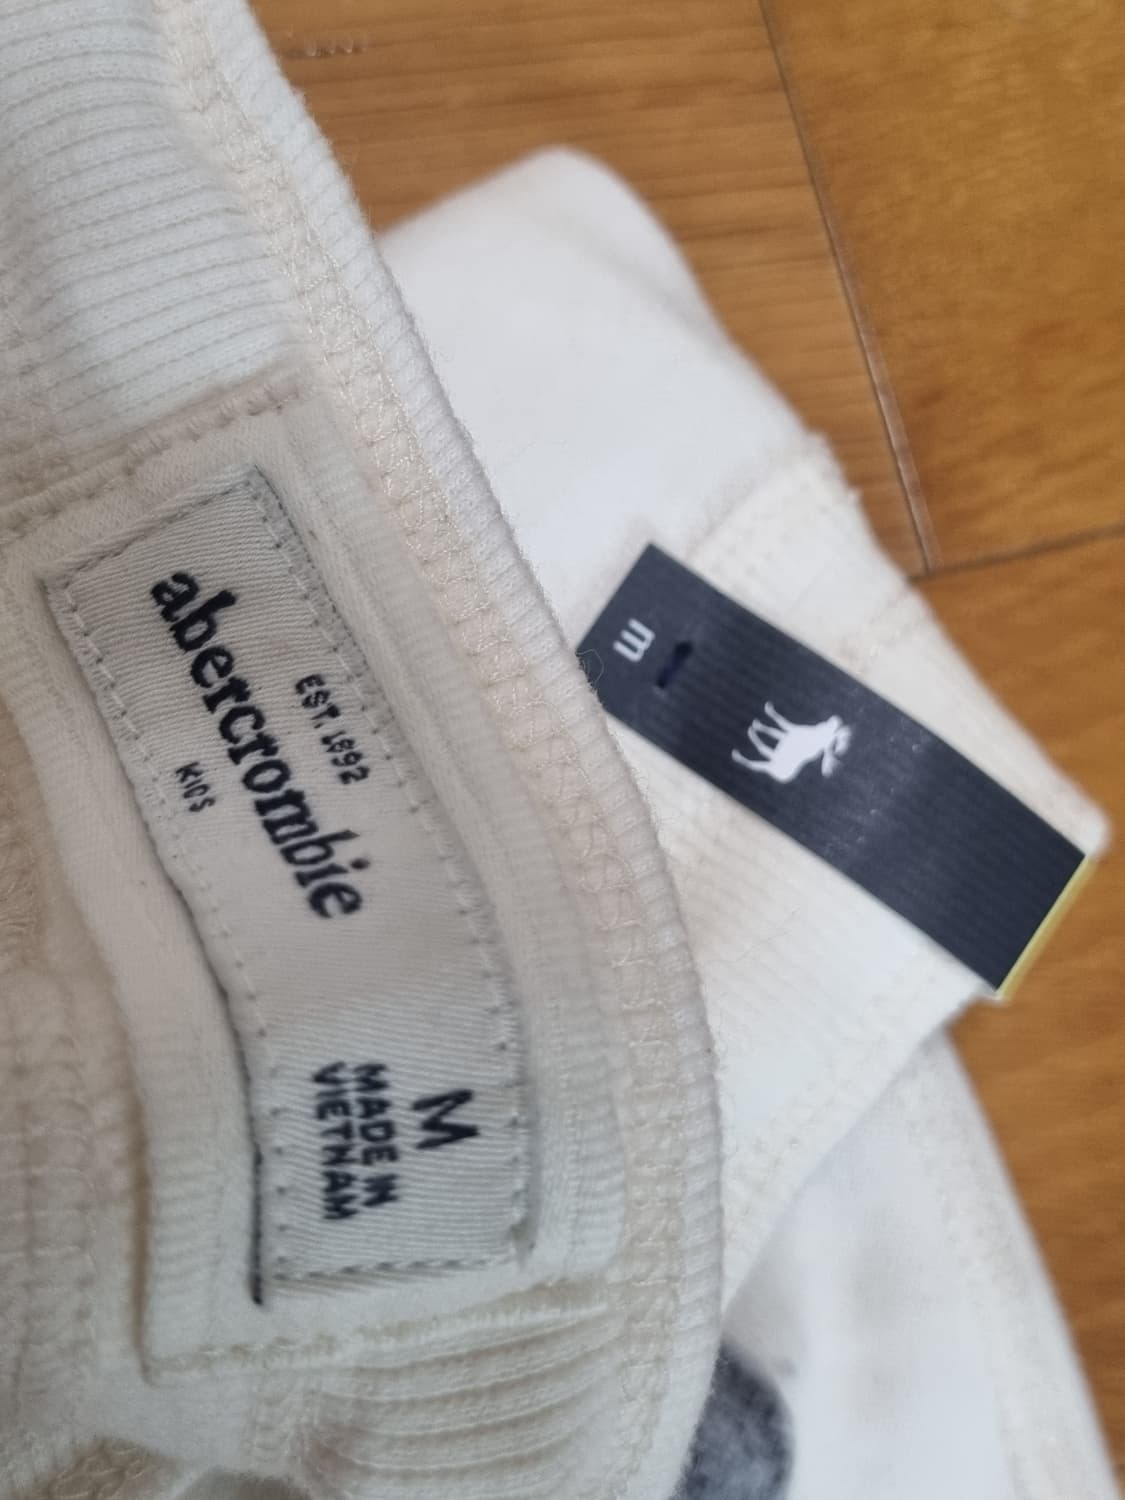 EST. 1892
abercrombie
KIDS
M
MADE IN
VIETNAM
m